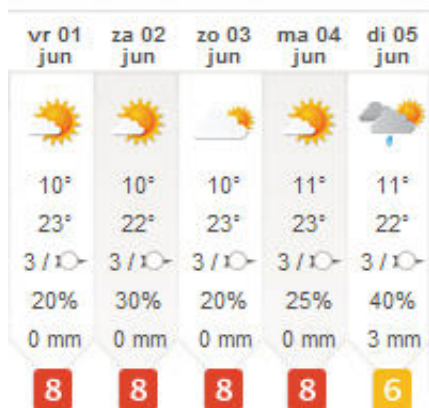 vr 01 za 02 zo 03 ma 04 di 05
jun jun jun jun jun
10° 10° 10° 11° 11°
23° 22° 23° 23° 22°
3 / 3 / 3 / 3 / 3 /
20% 30% 20% 25% 40%
0 mm 0 mm 0 mm 0 mm 3 mm
8 8 8 8 6